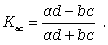 K_ac = (ad - bc) / (ad + bc) .